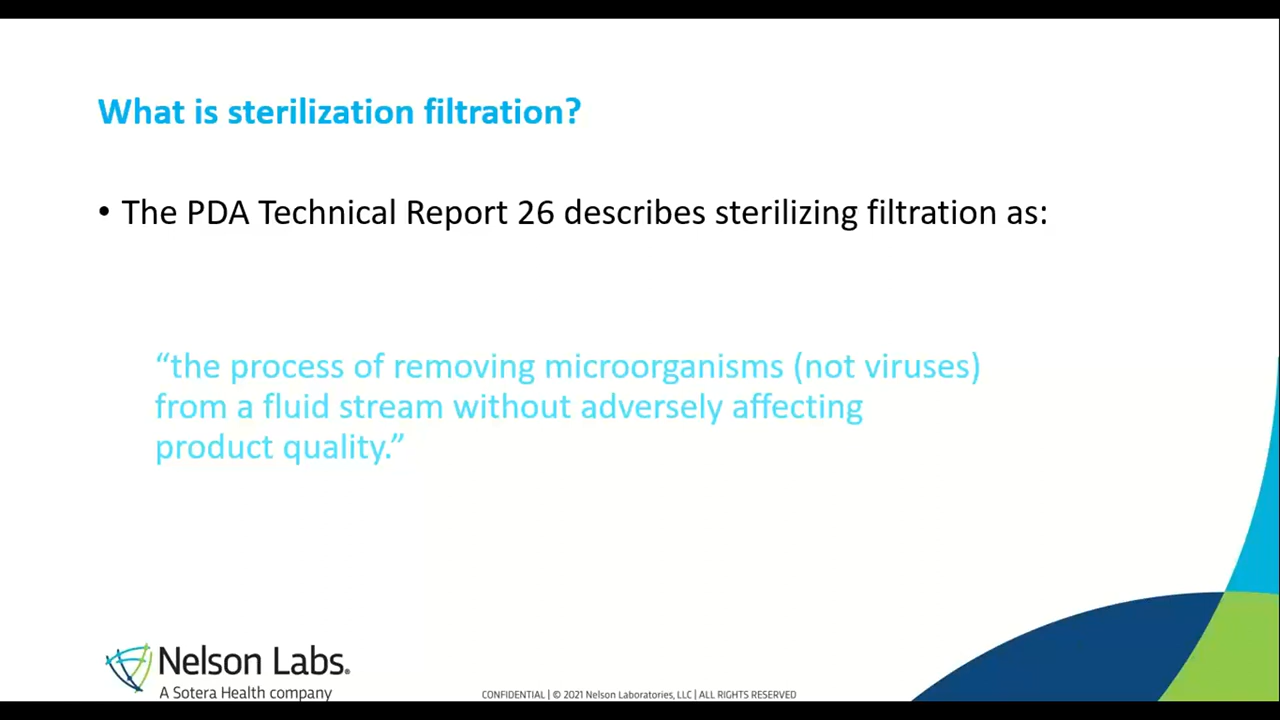 What is sterilization filtration?
• The PDA Technical Report 26 describes sterilizing filtration as:
“the process of removing microorganisms (not viruses)
from a fluid stream without adversely affecting
product quality.”
Nelson Labs®
A Sotera Health company
CONFIDENTIAL | © 2021 Nelson Laboratories, LLC | ALL RIGHTS RESERVED